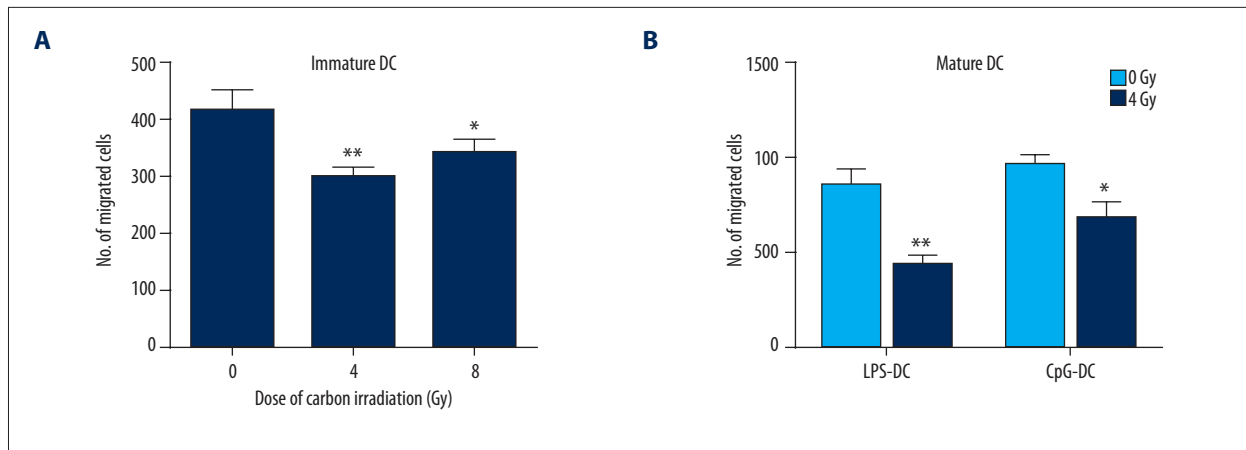 A
Immature DC
500
400
300
200
100
0
No. of migrated cells
**
*
0
4
8
Dose of carbon irradiation (Gy)
B
Mature DC
1500
100
500
0
No. of migrated cells
0 Gy
4 Gy
**
*
LPS-DC
CpG-DC